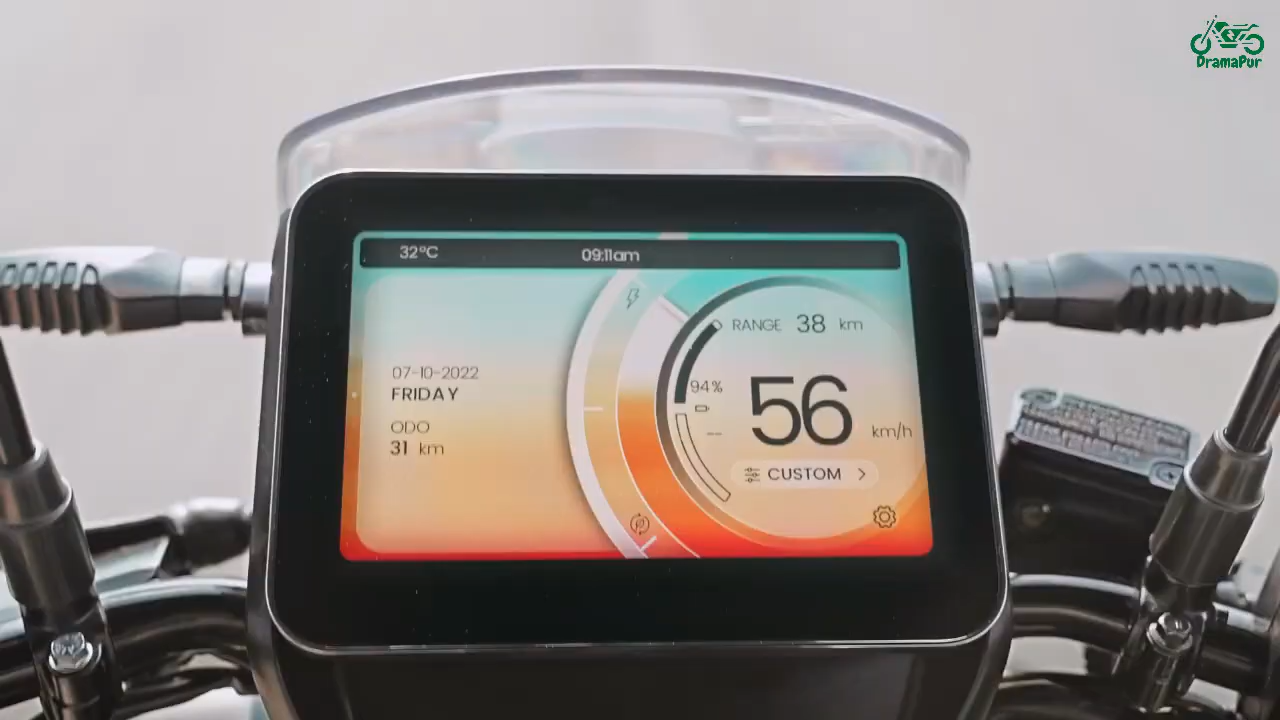 DramaPur
32°C
09:11am
RANGE 38 km
07-10-2022
FRIDAY
94%
56
km/h
ODO
31 km
CUSTOM